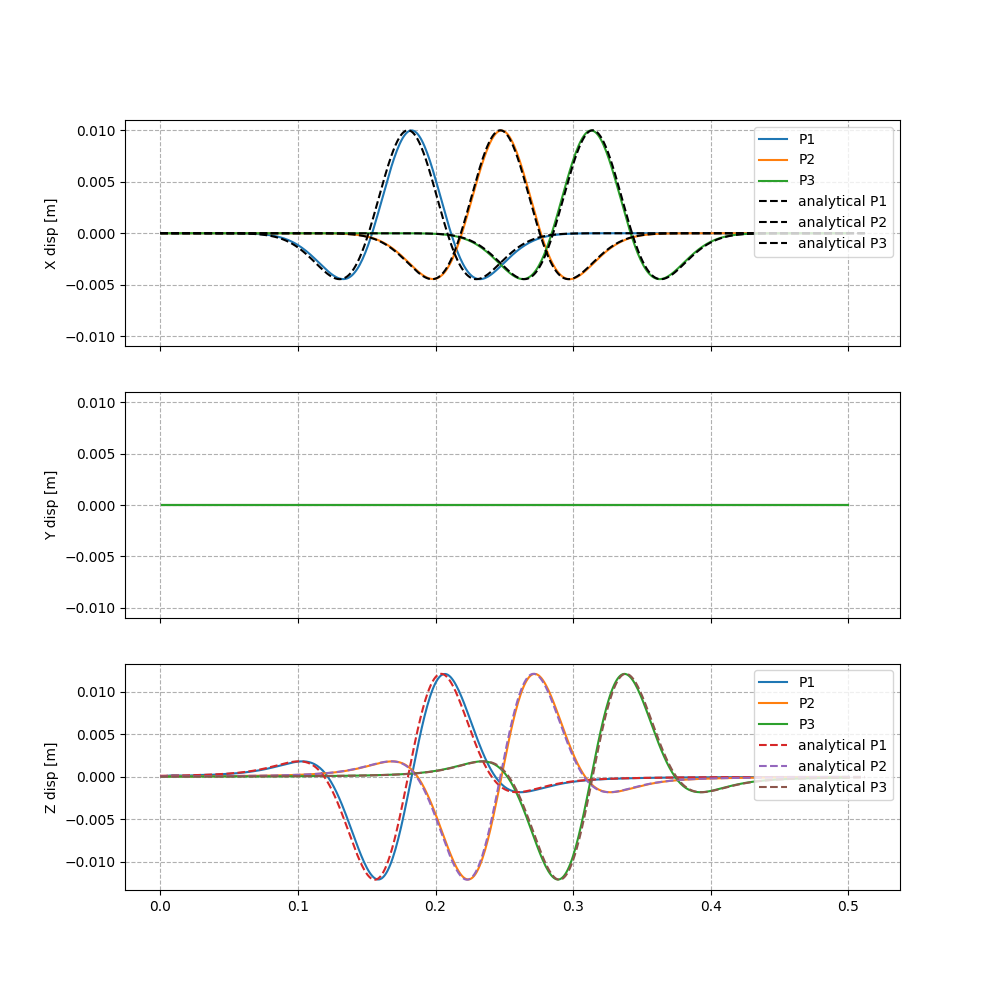 0.010
0.005
0.000
−0.005
−0.010
X disp [m]
P1
P2
P3
analytical P1
analytical P2
analytical P3
0.010
0.005
0.000
−0.005
−0.010
Y disp [m]
0.010
0.005
0.000
−0.005
−0.010
Z disp [m]
P1
P2
P3
analytical P1
analytical P2
analytical P3
0.0 0.1 0.2 0.3 0.4 0.5